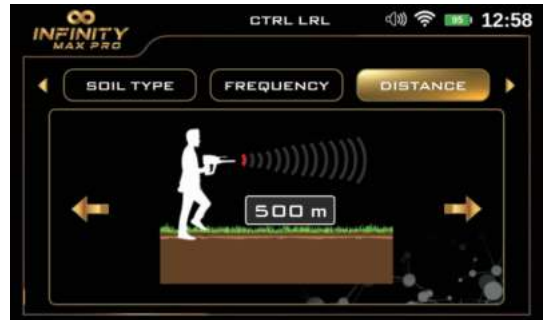 INFINITY
MAX PRO
CTRL LRL
95
12:58
SOIL TYPE
FREQUENCY
DISTANCE
500 m